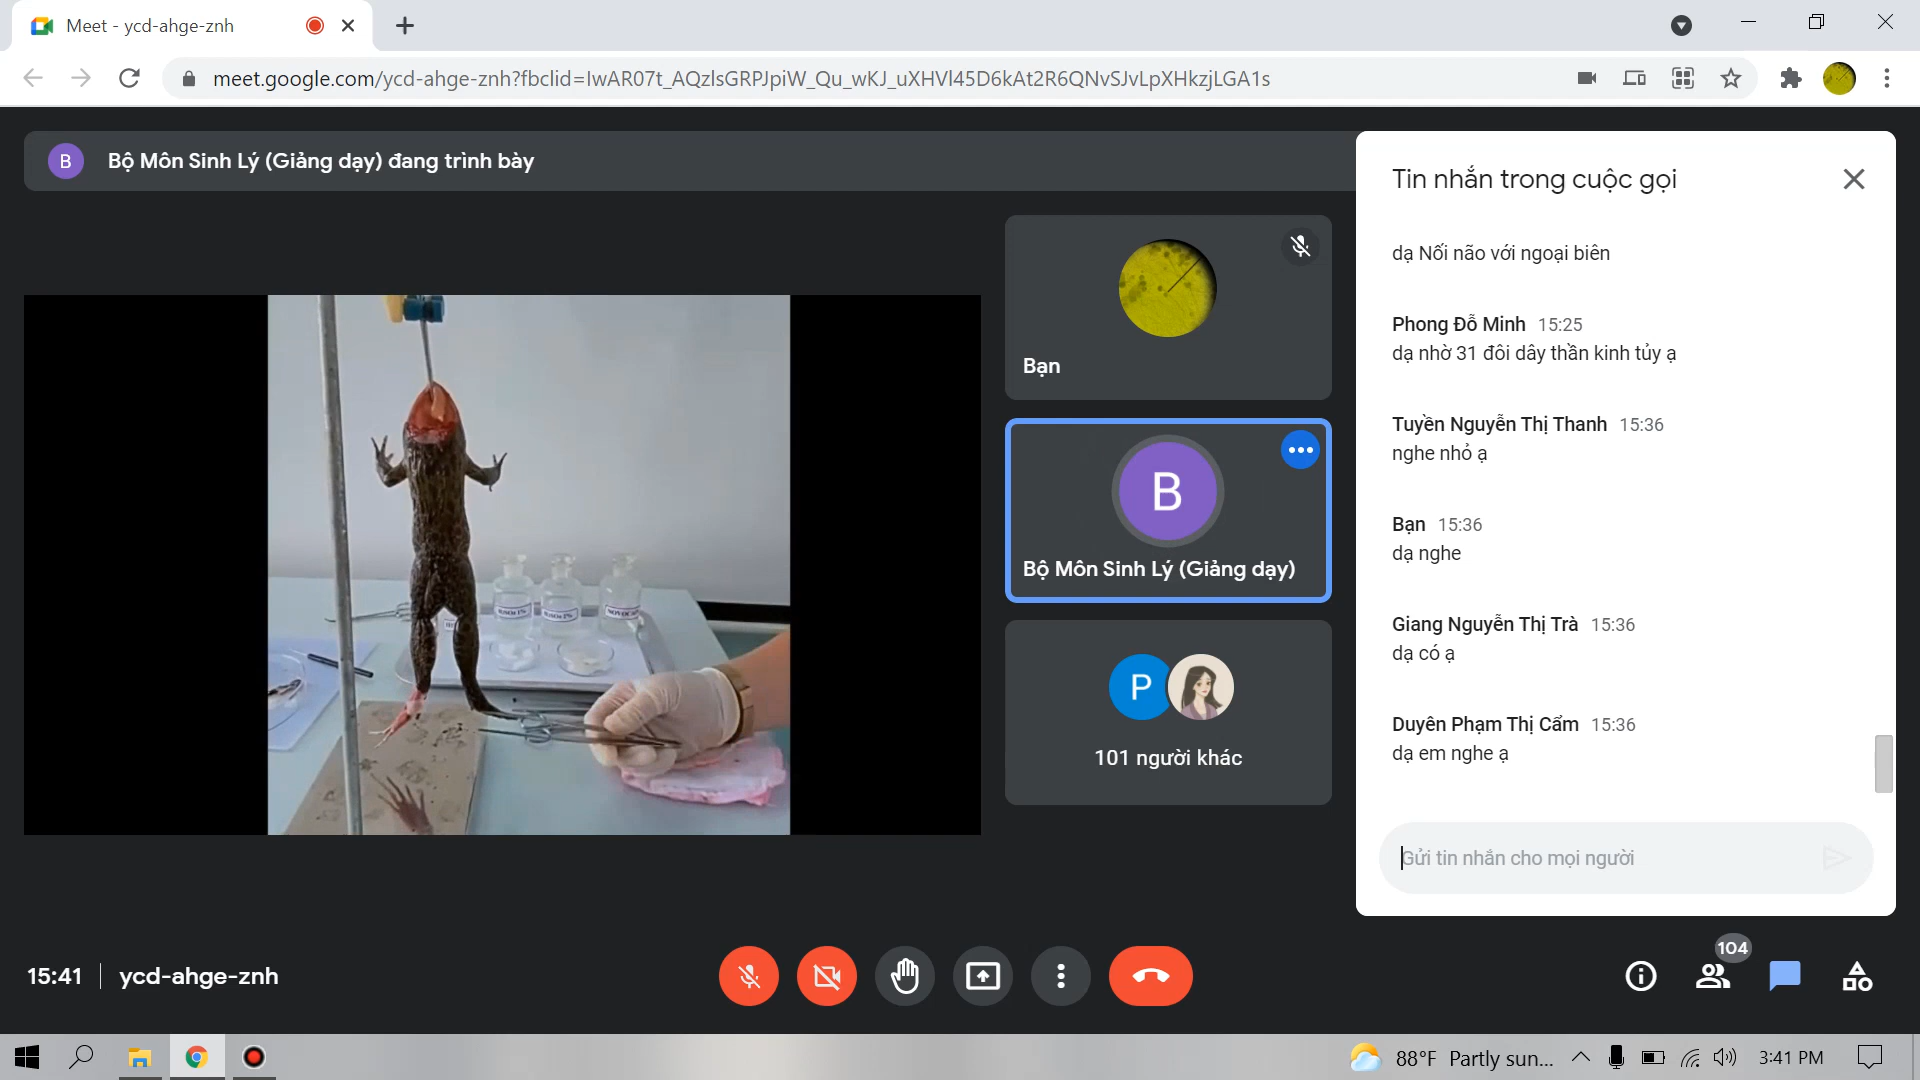 Meet - ycd-ahge-znh
meet.google.com/ycd-ahge-znh?fbclid=IwAR07t_AQzlsGRPJpiW_Qu_wKJ_uXHVl45D6kAt2R6QNvSJvLpXHkzjLGA1s
B
Bộ Môn Sinh Lý (Giảng dạy) đang trình bày
Bạn
B
Bộ Môn Sinh Lý (Giảng dạy)
P
101 người khác
Tin nhắn trong cuộc gọi
dạ Nối não với ngoại biên
Phong Đỗ Minh 15:25
dạ nhờ 31 đôi dây thần kinh tủy ạ
Tuyền Nguyễn Thị Thanh 15:36
nghe nhỏ ạ
Bạn 15:36
dạ nghe
Giang Nguyễn Thị Trà 15:36
dạ có ạ
Duyên Phạm Thị Cẩm 15:36
dạ em nghe ạ
Gửi tin nhắn cho mọi người
15:41
ycd-ahge-znh
104
88°F Partly sun...
3:41 PM